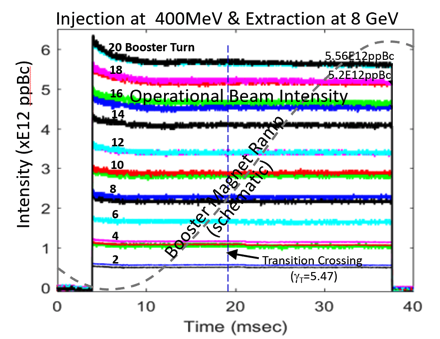 Injection at 400MeV & Extraction at 8 GeV
Intensity (xE12 ppBc)
6
5
4
3
2
1
0
20 Booster Turn
18
16
14
12
10
8
6
4
2
5.56E12ppBc
5.2E12ppBc
Operational Beam Intensity
Booster Magnet Ramp
(schematic)
Transition Crossing
(γT=5.47)
0
10
20
30
40
Time (msec)